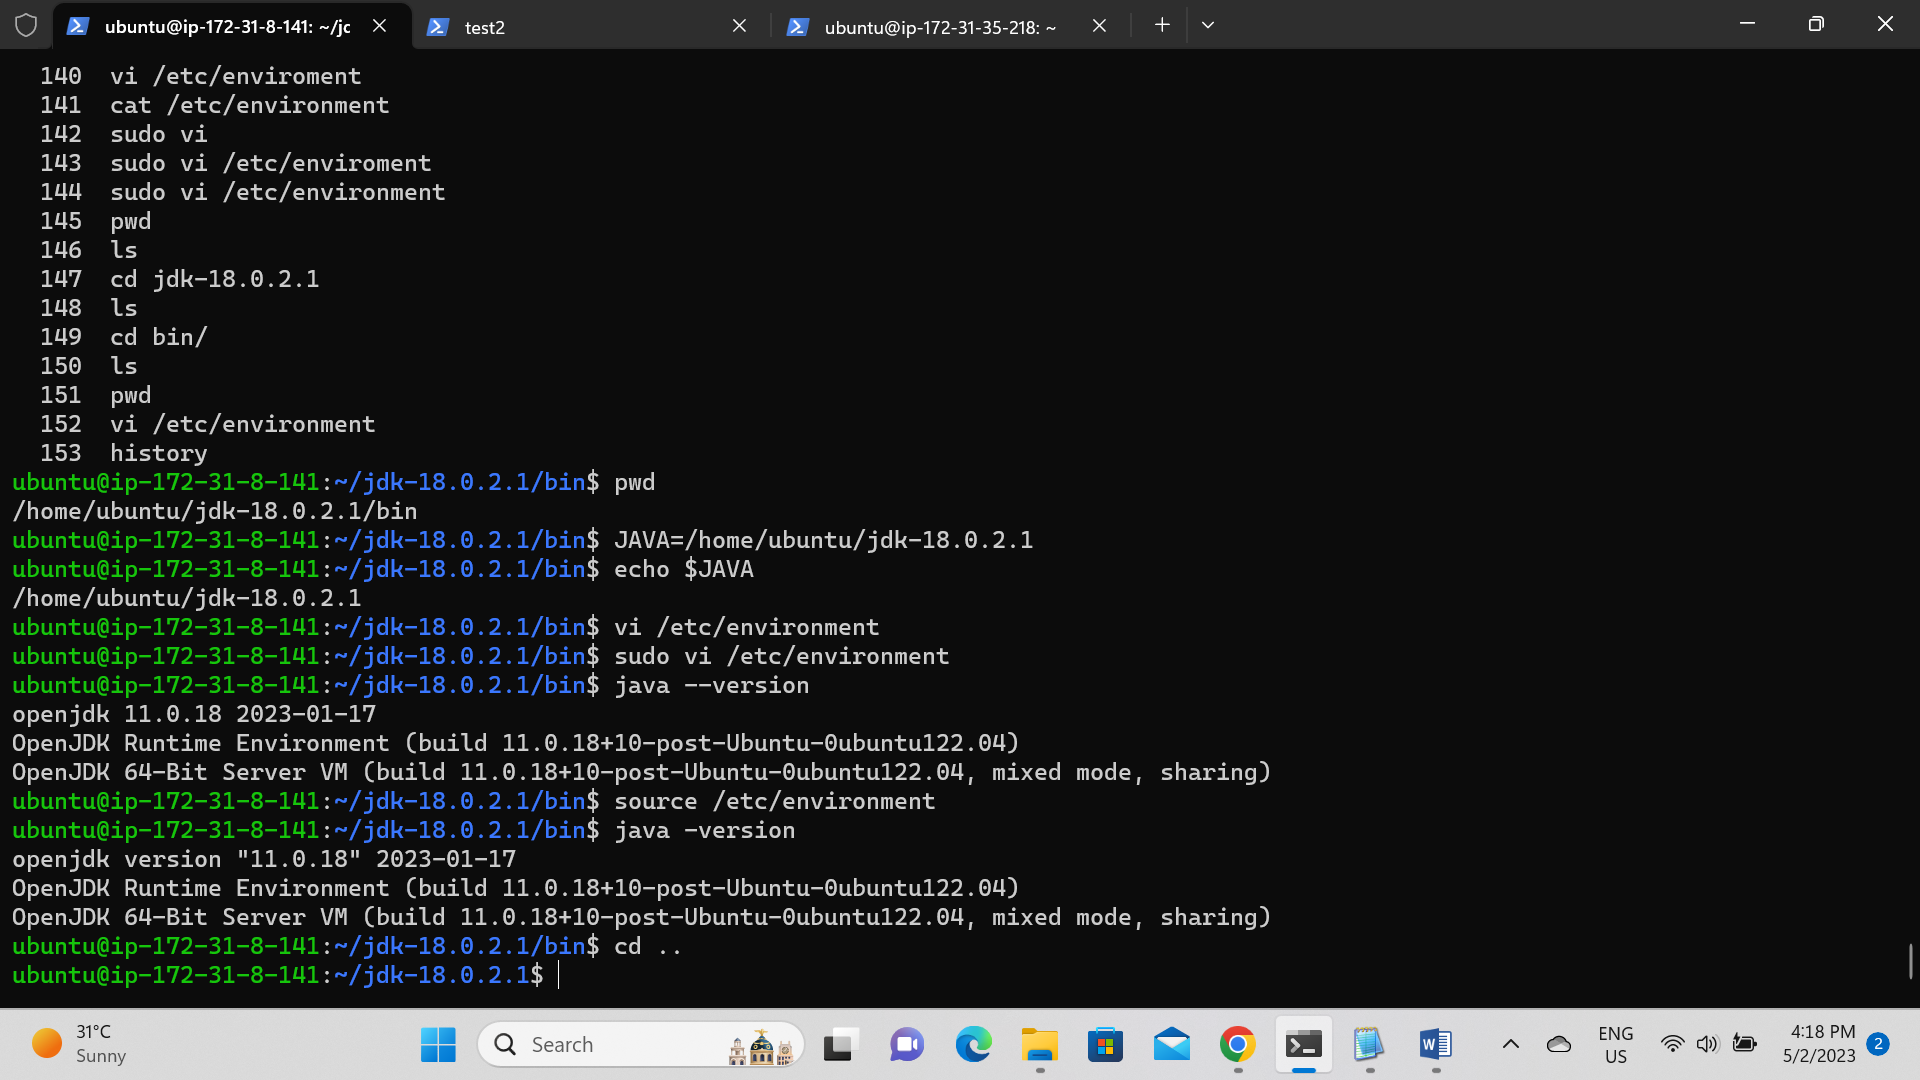 ubuntu@ip-172-31-8-141: ~/jc
test2
ubuntu@ip-172-31-35-218: ~
140 vi /etc/enviroment
141 cat /etc/environment
142 sudo vi
143 sudo vi /etc/enviroment
144 sudo vi /etc/environment
145 pwd
146 ls
147 cd jdk-18.0.2.1
148 ls
149 cd bin/
150 ls
151 pwd
152 vi /etc/environment
153 history
ubuntu@ip-172-31-8-141:~/jdk-18.0.2.1/bin$ pwd
/home/ubuntu/jdk-18.0.2.1/bin
ubuntu@ip-172-31-8-141:~/jdk-18.0.2.1/bin$ JAVA=/home/ubuntu/jdk-18.0.2.1
ubuntu@ip-172-31-8-141:~/jdk-18.0.2.1/bin$ echo $JAVA
/home/ubuntu/jdk-18.0.2.1
ubuntu@ip-172-31-8-141:~/jdk-18.0.2.1/bin$ vi /etc/environment
ubuntu@ip-172-31-8-141:~/jdk-18.0.2.1/bin$ sudo vi /etc/environment
ubuntu@ip-172-31-8-141:~/jdk-18.0.2.1/bin$ java --version
openjdk 11.0.18 2023-01-17
OpenJDK Runtime Environment (build 11.0.18+10-post-Ubuntu-0ubuntu122.04)
OpenJDK 64-Bit Server VM (build 11.0.18+10-post-Ubuntu-0ubuntu122.04, mixed mode, sharing)
ubuntu@ip-172-31-8-141:~/jdk-18.0.2.1/bin$ source /etc/environment
ubuntu@ip-172-31-8-141:~/jdk-18.0.2.1/bin$ java -version
openjdk version "11.0.18" 2023-01-17
OpenJDK Runtime Environment (build 11.0.18+10-post-Ubuntu-0ubuntu122.04)
OpenJDK 64-Bit Server VM (build 11.0.18+10-post-Ubuntu-0ubuntu122.04, mixed mode, sharing)
ubuntu@ip-172-31-8-141:~/jdk-18.0.2.1/bin$ cd ..
ubuntu@ip-172-31-8-141:~/jdk-18.0.2.1$
31°C
Sunny
Search
W
ENG
US
4:18 PM
5/2/2023
2